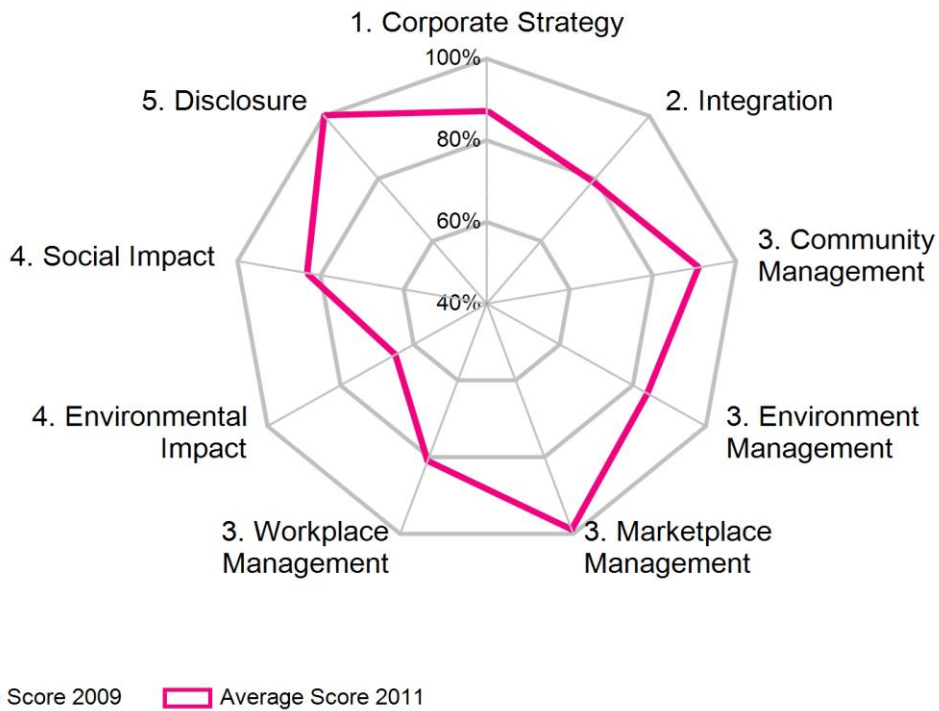 1. Corporate Strategy
100%
5. Disclosure
2. Integration
80%
60%
4. Social Impact
3. Community
Management
40%
4. Environmental
Impact
3. Environment
Management
3. Workplace
Management
3. Marketplace
Management
Score 2009
Average Score 2011